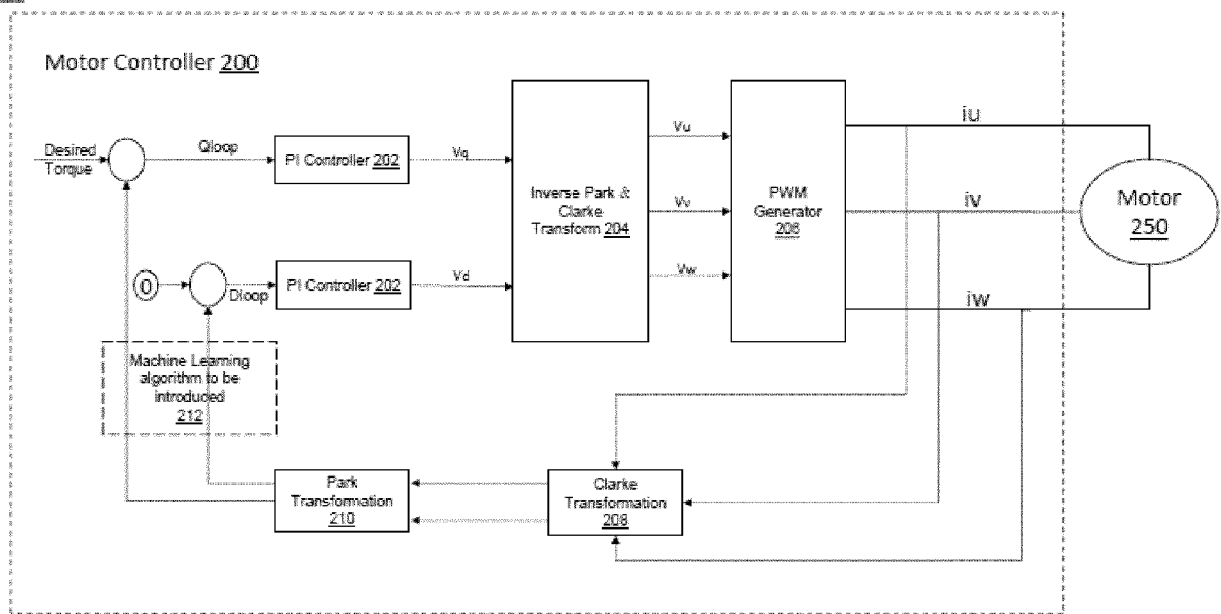 Motor Controller 200
Desired
Torque
Qloop
PI Controller 202
Vq
Inverse Park &
Clarke
Transform 204
Vu
Vv
Vw
PWM
Generator
206
iu
iv
iw
Motor
250
0
Dloop
PI Controller 202
Vd
Machine Learning
algorithm to be
introduced
212
Park
Transformation
210
Clarke
Transformation
208